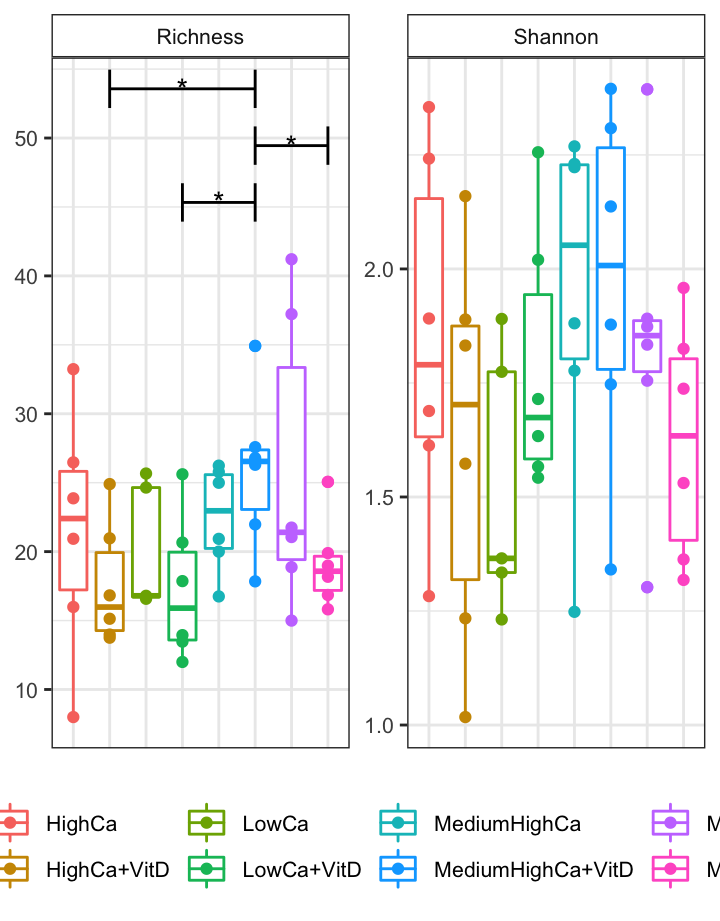 Richness
Shannon
*
*
*
50
40
30
20
10
2.0
1.5
1.0
HighCa
LowCa
MediumHighCa
M
HighCa+VitD
LowCa+VitD
MediumHighCa+VitD
M